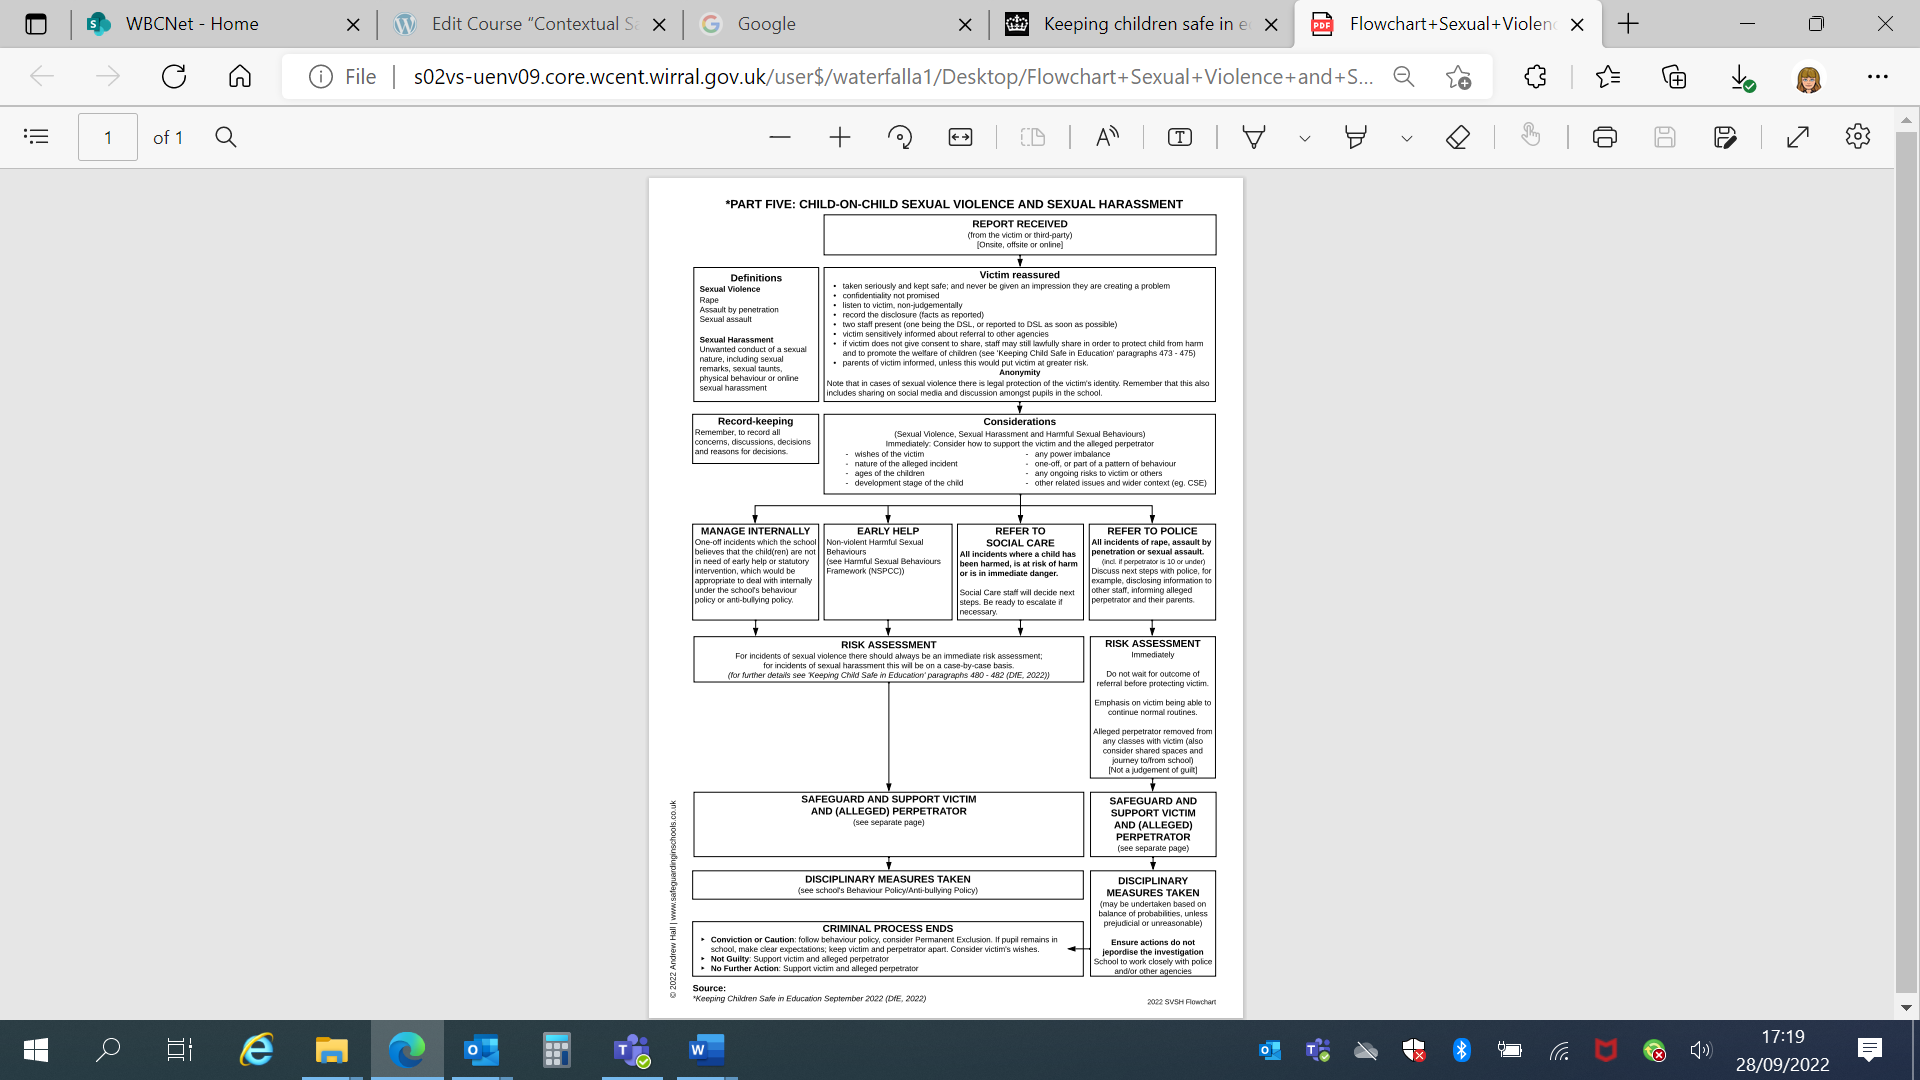 WBCNet - Home
Edit Course “Contextual Sa
Google
Keeping children safe in e
Flowchart+Sexual+Violen
File
s02vs-uenv09.core.wcent.wirral.gov.uk/user$/waterfalla1/Desktop/Flowchart+Sexual+Violence+and+S...
1
of 1
*PART FIVE: CHILD-ON-CHILD SEXUAL VIOLENCE AND SEXUAL HARASSMENT
REPORT RECEIVED
(from the victim or third-party)
[Onsite, offsite or online]
Definitions
Sexual Violence
Rape
Assault by penetration
Sexual assault
Sexual Harassment
Unwanted conduct of a sexual
nature, including sexual
remarks, sexual taunts,
physical behaviour or online
sexual harassment
Victim reassured
• taken seriously and kept safe; and never be given an impression they are creating a problem
• confidentiality not promised
• listen to victim, non-judgementally
• record the disclosure (facts as reported)
• two staff present (one being the DSL, or reported to DSL as soon as possible)
• victim sensitively informed about referral to other agencies
• if victim does not give consent to share, staff may still lawfully share in order to protect child from harm
and to promote the welfare of children (see 'Keeping Child Safe in Education' paragraphs 473 - 475)
• parents of victim informed, unless this would put victim at greater risk.
Anonymity
Note that in cases of sexual violence there is legal protection of the victim's identity. Remember that this also
includes sharing on social media and discussion amongst pupils in the school.
Record-keeping
Remember, to record all
concerns, discussions, decisions
and reasons for decisions.
Considerations
(Sexual Violence, Sexual Harassment and Harmful Sexual Behaviours)
Immediately: Consider how to support the victim and the alleged perpetrator
- wishes of the victim
- nature of the alleged incident
- ages of the children
- development stage of the child
- any power imbalance
- one-off, or part of a pattern of behaviour
- any ongoing risks to victim or others
- other related issues and wider context (eg. CSE)
MANAGE INTERNALLY
One-off incidents which the school
believes that the child(ren) are not
in need of early help or statutory
intervention, which would be
appropriate to deal with internally
under the school's behaviour
policy or anti-bullying policy.
EARLY HELP
Non-violent Harmful Sexual
Behaviours
(see Harmful Sexual Behaviours
Framework (NSPCC))
REFER TO
SOCIAL CARE
All incidents where a child has
been harmed, is at risk of harm
or is in immediate danger.
Social Care staff will decide next
steps. Be ready to escalate if
necessary.
REFER TO POLICE
All incidents of rape, assault by
penetration or sexual assault.
(incl. if perpetrator is 10 or under)
Discuss next steps with police, for
example, disclosing information to
other staff, informing alleged
perpetrator and their parents.
RISK ASSESSMENT
For incidents of sexual violence there should always be an immediate risk assessment;
for incidents of sexual harassment this will be on a case-by-case basis.
(for further details see 'Keeping Child Safe in Education' paragraphs 480 - 482 (DfE, 2022))
RISK ASSESSMENT
Immediately
Do not wait for outcome of
referral before protecting victim.
Emphasis on victim being able to
continue normal routines.
Alleged perpetrator removed from
any classes with victim (also
consider shared spaces and
journey to/from school)
[Not a judgement of guilt]
SAFEGUARD AND SUPPORT VICTIM
AND (ALLEGED) PERPETRATOR
(see separate page)
SAFEGUARD AND
SUPPORT VICTIM
AND (ALLEGED)
PERPETRATOR
(see separate page)
DISCIPLINARY MEASURES TAKEN
(see school's Behaviour Policy/Anti-bullying Policy)
DISCIPLINARY
MEASURES TAKEN
(may be undertaken based on
balance of probabilities, unless
prejudicial or unreasonable)
Ensure actions do not
jepordise the investigation
School to work closely with police
and/or other agencies
CRIMINAL PROCESS ENDS
‣ Conviction or Caution: follow behaviour policy, consider Permanent Exclusion. If pupil remains in
school, make clear expectations; keep victim and perpetrator apart. Consider victim's wishes.
‣ Not Guilty: Support victim and alleged perpetrator
‣ No Further Action: Support victim and alleged perpetrator
© 2022 Andrew Hall | www.safeguardinginschools.co.uk
Source:
*Keeping Children Safe in Education September 2022 (DfE, 2022)
2022 SVSH Flowchart
17:19
28/09/2022